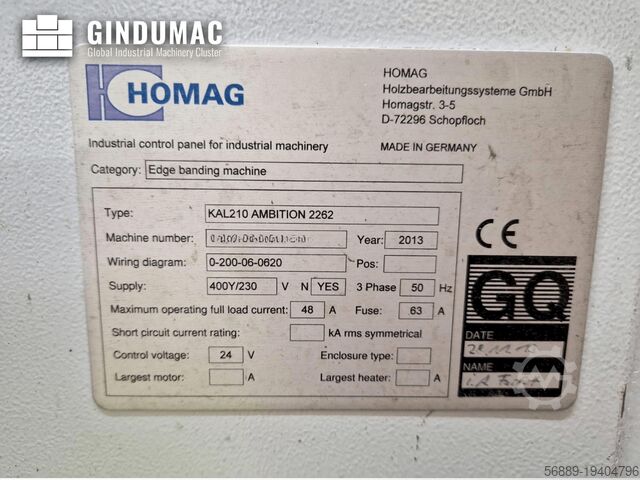 GINDUMAC
Global Industrial Machinery Cluster
HOMAG
HOMAG
Holzbearbeitungssysteme GmbH
Homagstr. 3-5
D-72296 Schopfloch
Industrial control panel for industrial machinery MADE IN GERMANY
Category: Edge banding machine
Type: KAL210 AMBITION 2262
Machine number: Year: 2013
Wiring diagram: 0-200-06-0620 Pos:
Supply: 400Y/230 V N YES 3 Phase 50 Hz
Maximum operating full load current: 48 A Fuse: 63 A
Short circuit current rating: kA rms symmetrical
Control voltage: 24 V Enclosure type:
Largest motor: A Largest heater: A
CE
GQ
DATE
NAME
56889-19404796